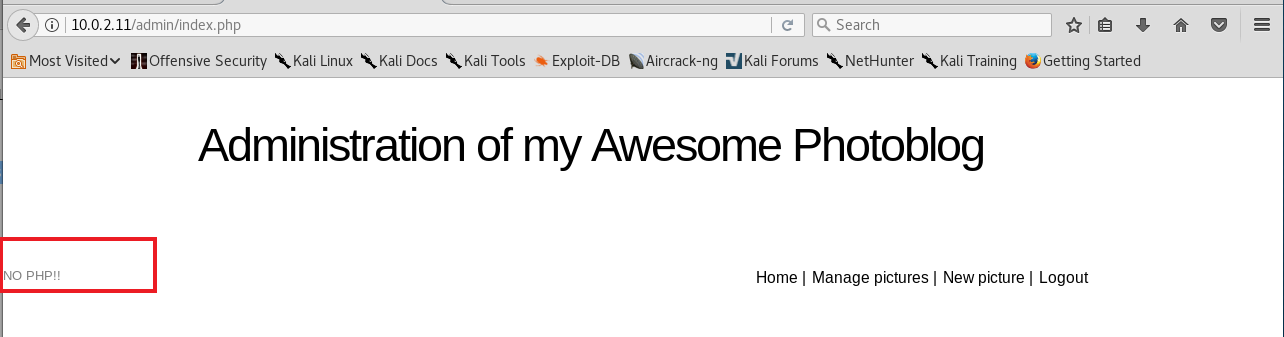 10.0.2.11/admin/index.php
Search
Most Visited
Offensive Security
Kali Linux
Kali Docs
Kali Tools
Exploit-DB
Aircrack-ng
Kali Forums
NetHunter
Kali Training
Getting Started
Administration of my Awesome Photoblog
NO PHP!!
Home | Manage pictures | New picture | Logout